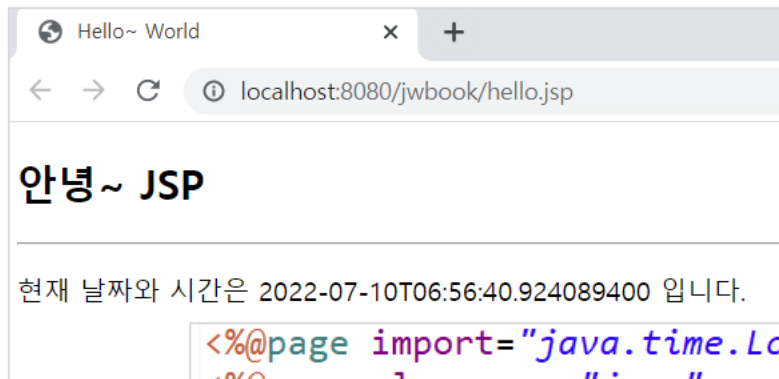 Hello~ World
localhost:8080/jwbook/hello.jsp
안녕~ JSP
현재 날짜와 시간은 2022-07-10T06:56:40.924089400 입니다.
<%@page import="java.time.Lo